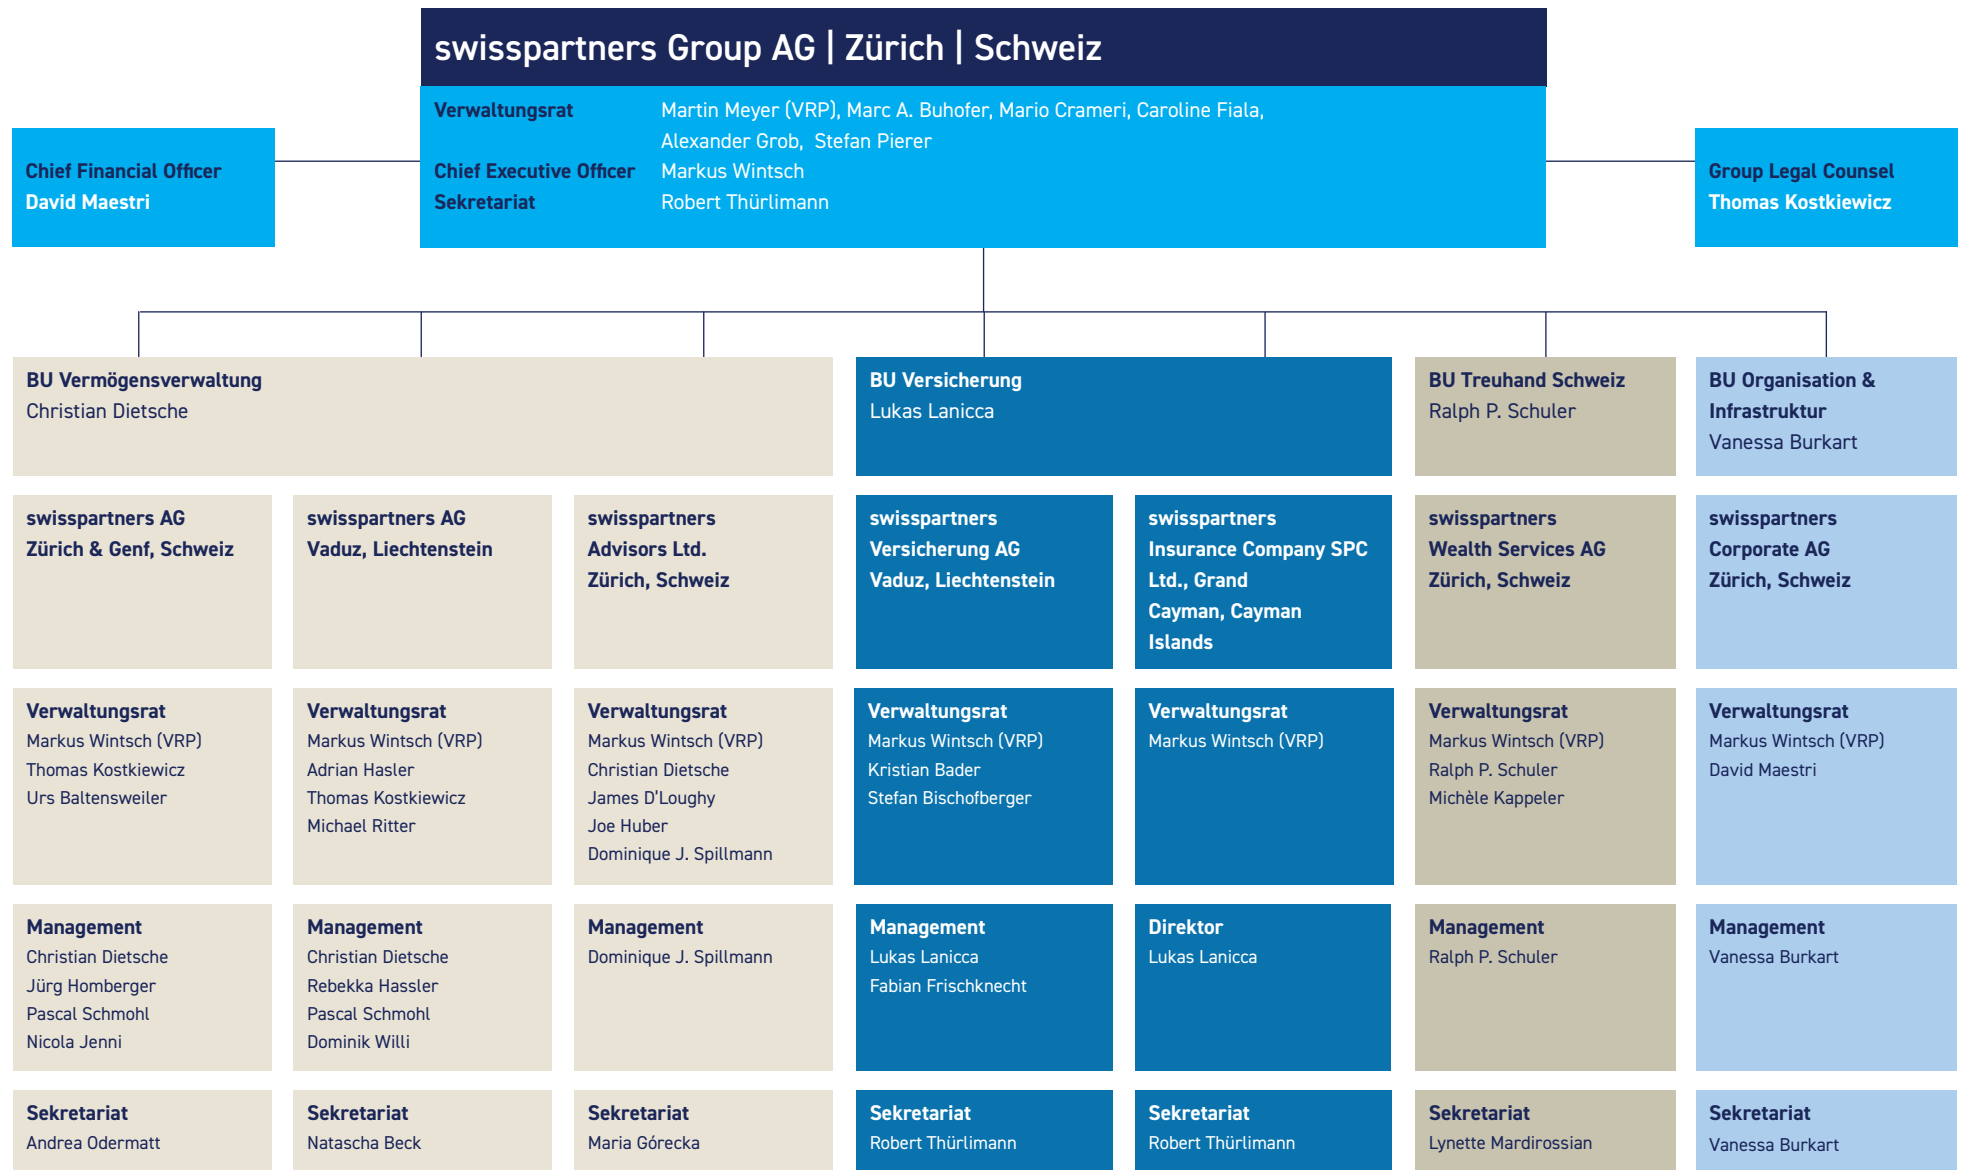 swisspartners Group AG | Zürich | Schweiz
Verwaltungsrat Martin Meyer (VRP), Marc A. Buhofer, Mario Crameri, Caroline Fiala,
Alexander Grob, Stefan Pierer
Chief Executive Officer Markus Wintsch
Sekretariat Robert Thürlimann
Chief Financial Officer
David Maestri
Group Legal Counsel
Thomas Kostkiewicz
BU Vermögensverwaltung
Christian Dietsche
BU Versicherung
Lukas Lanicca
BU Treuhand Schweiz
Ralph P. Schuler
BU Organisation &
Infrastruktur
Vanessa Burkart
swisspartners AG
Zürich & Genf, Schweiz
swisspartners AG
Vaduz, Liechtenstein
swisspartners
Advisors Ltd.
Zürich, Schweiz
swisspartners
Versicherung AG
Vaduz, Liechtenstein
swisspartners
Insurance Company SPC
Ltd., Grand
Cayman, Cayman
Islands
swisspartners
Wealth Services AG
Zürich, Schweiz
swisspartners
Corporate AG
Zürich, Schweiz
Verwaltungsrat
Markus Wintsch (VRP)
Thomas Kostkiewicz
Urs Baltensweiler
Verwaltungsrat
Markus Wintsch (VRP)
Adrian Hasler
Thomas Kostkiewicz
Michael Ritter
Verwaltungsrat
Markus Wintsch (VRP)
Christian Dietsche
James D'Loughy
Joe Huber
Dominique J. Spillmann
Verwaltungsrat
Markus Wintsch (VRP)
Kristian Bader
Stefan Bischofberger
Verwaltungsrat
Markus Wintsch (VRP)
Verwaltungsrat
Markus Wintsch (VRP)
Ralph P. Schuler
Michèle Kappeler
Verwaltungsrat
Markus Wintsch (VRP)
David Maestri
Management
Christian Dietsche
Jürg Homberger
Pascal Schmohl
Nicola Jenni
Management
Christian Dietsche
Rebekka Hassler
Pascal Schmohl
Dominik Willi
Management
Dominique J. Spillmann
Management
Lukas Lanicca
Fabian Frischknecht
Direktor
Lukas Lanicca
Management
Ralph P. Schuler
Management
Vanessa Burkart
Sekretariat
Andrea Odermatt
Sekretariat
Natascha Beck
Sekretariat
Maria Górecka
Sekretariat
Robert Thürlimann
Sekretariat
Robert Thürlimann
Sekretariat
Lynette Mardirossian
Sekretariat
Vanessa Burkart